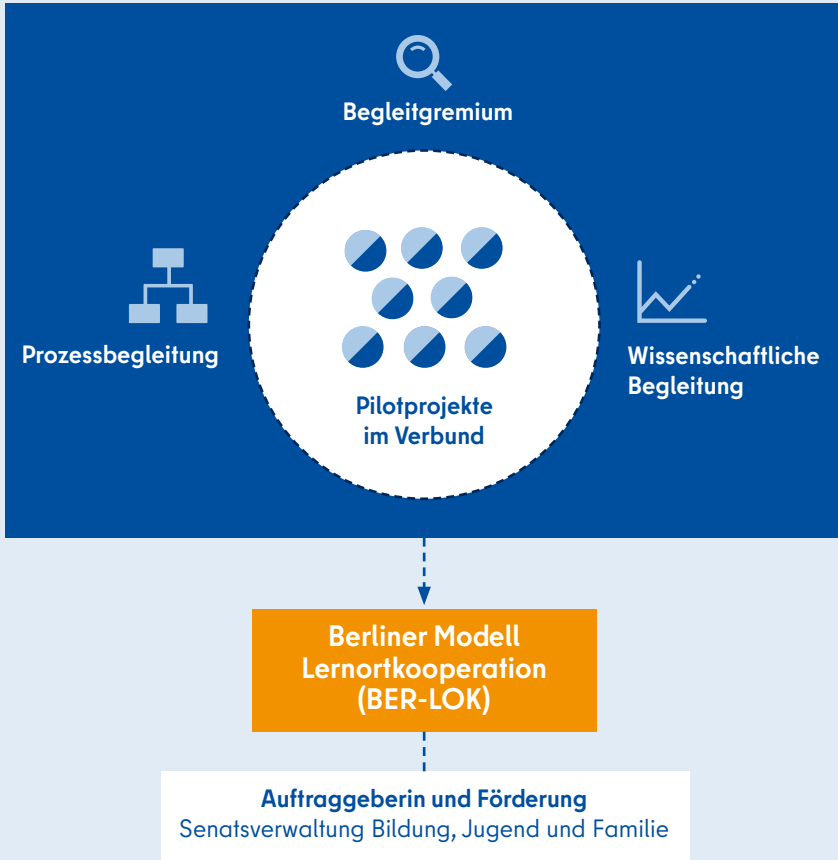 Begleitgremium
Prozessbegleitung
Wissenschaftliche
Begleitung
Pilotprojekte
im Verbund
Berliner Modell
Lernortkooperation
(BER-LOK)
Auftraggeberin und Förderung
Senatsverwaltung Bildung, Jugend und Familie